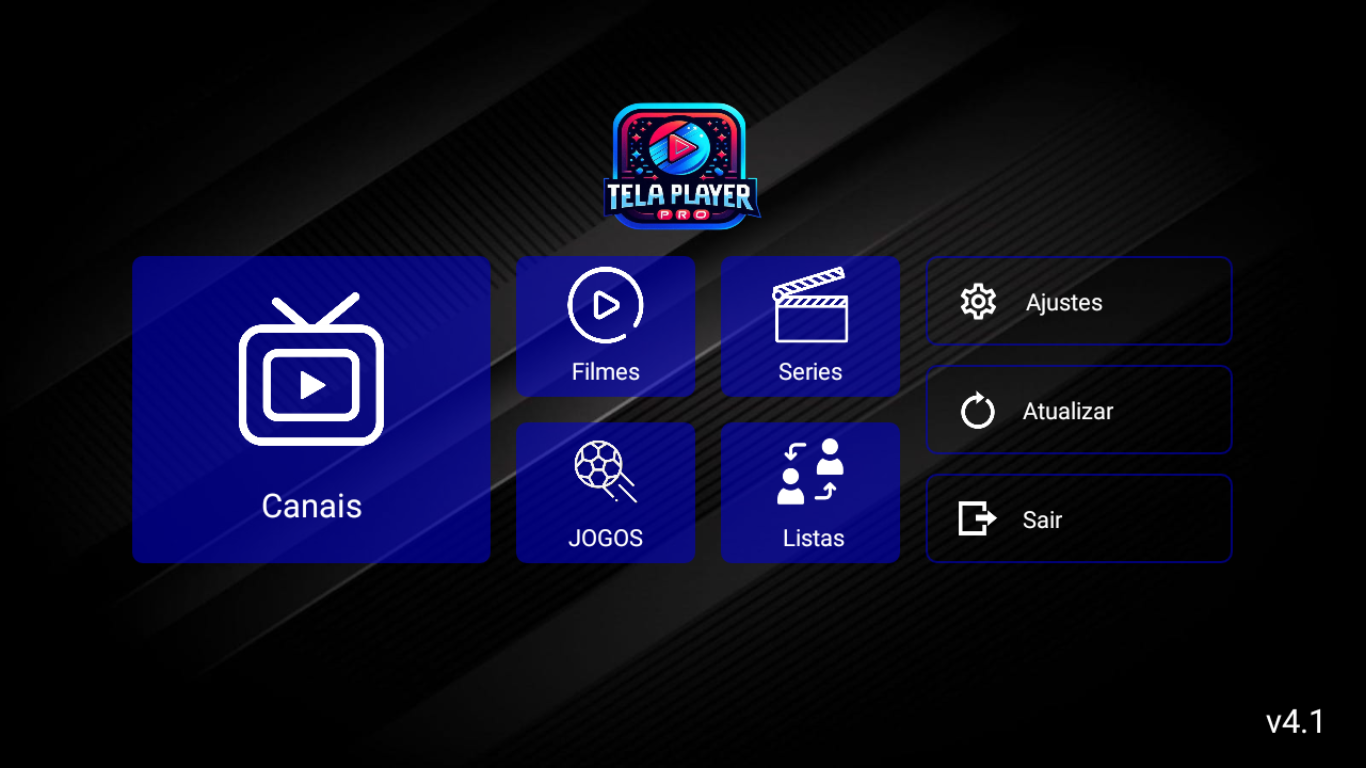 TELA PLAYER
PRO
Canais
Filmes
Series
JOGOS
Listas
Ajustes
Atualizar
Sair
v4.1